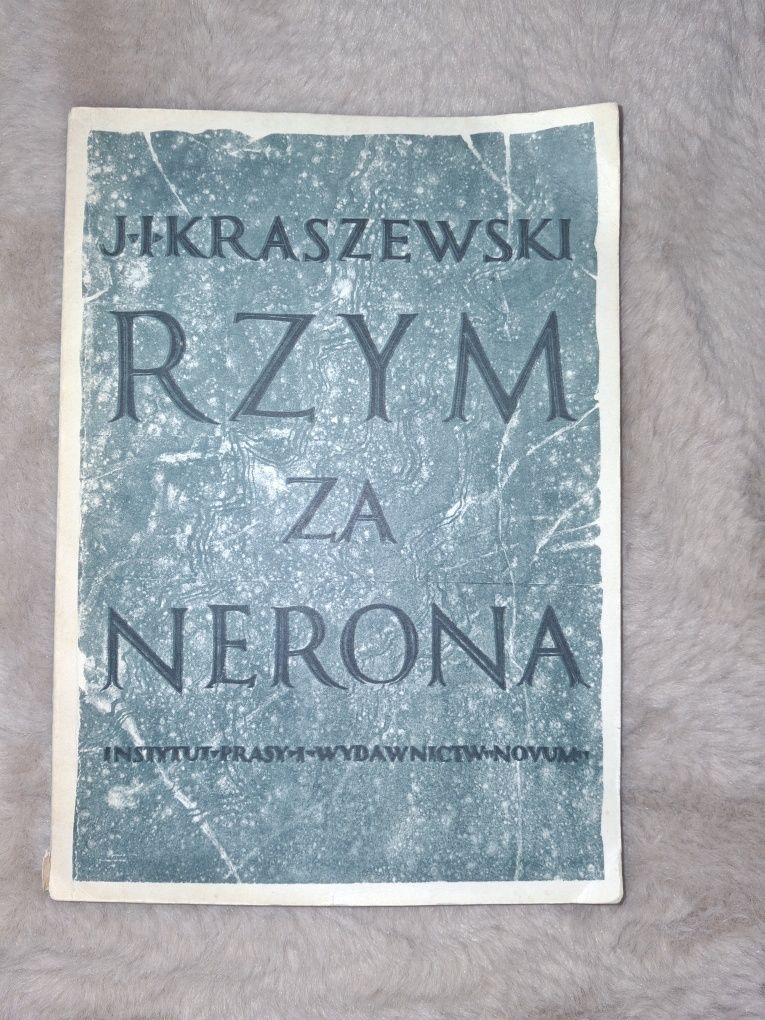 J·I·KRASZEWSKI
RZYM
ZA
NERONA
INSTYTUT·PRASY·I·WYDAWNICTW·NOVUM·